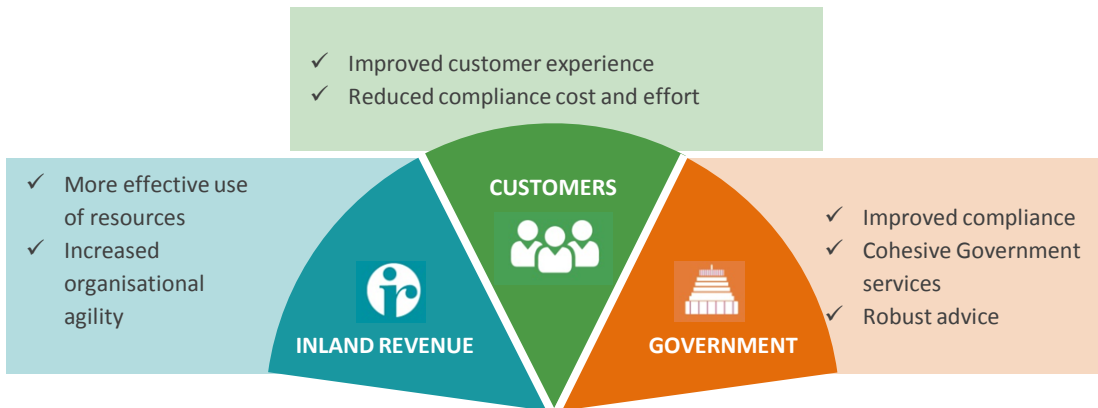 ✓ Improved customer experience
✓ Reduced compliance cost and effort
✓ More effective use
of resources
✓ Increased
organisational
agility
CUSTOMERS
✓ Improved compliance
✓ Cohesive Government
services
✓ Robust advice
ir
INLAND REVENUE
GOVERNMENT